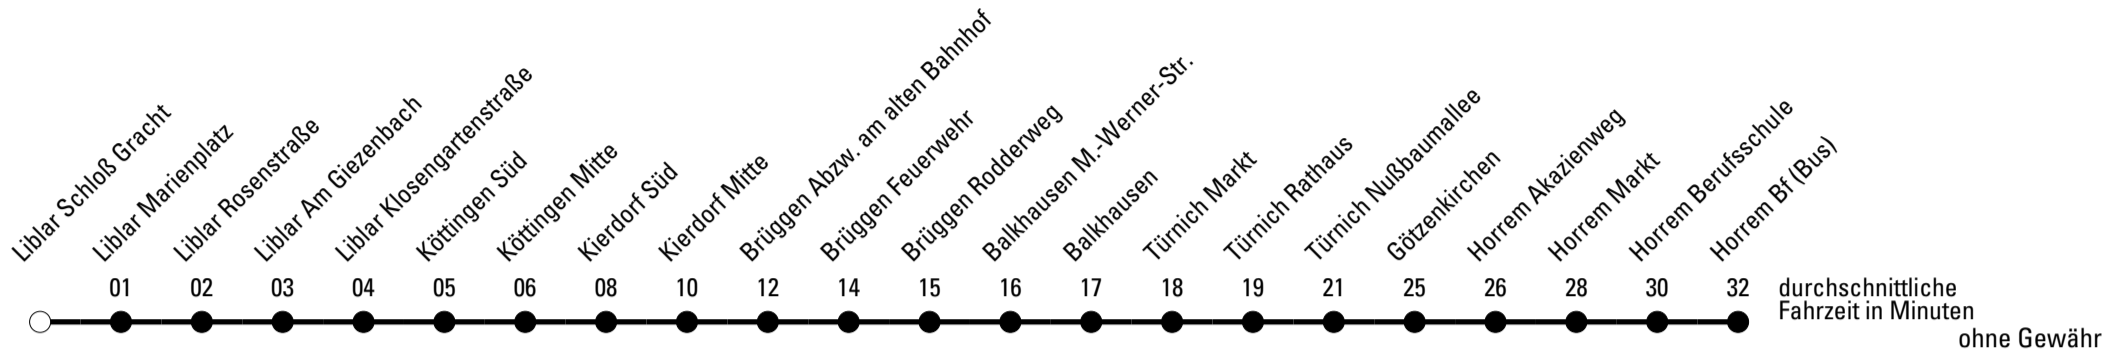 Liblar Schloß Gracht
Liblar Marienplatz
Liblar Rosenstraße
Liblar Am Giezenbach
Liblar Klosengartenstraße
Köttingen Süd
Köttingen Mitte
Kierdorf Süd
Kierdorf Mitte
Brüggen Abzw. am alten Bahnhof
Brüggen Feuerwehr
Brüggen Rodderweg
Balkhausen M.-Werner-Str.
Balkhausen
Türnich Markt
Türnich Rathaus
Türnich Nußbaumallee
Götzenkirchen
Horrem Akazienweg
Horrem Markt
Horrem Berufsschule
Horrem Bf (Bus)
01 02 03 04 05 06 08 10 12 14 15 16 17 18 19 21 25 26 28 30 32 durchschnittliche
Fahrzeit in Minuten
ohne Gewähr